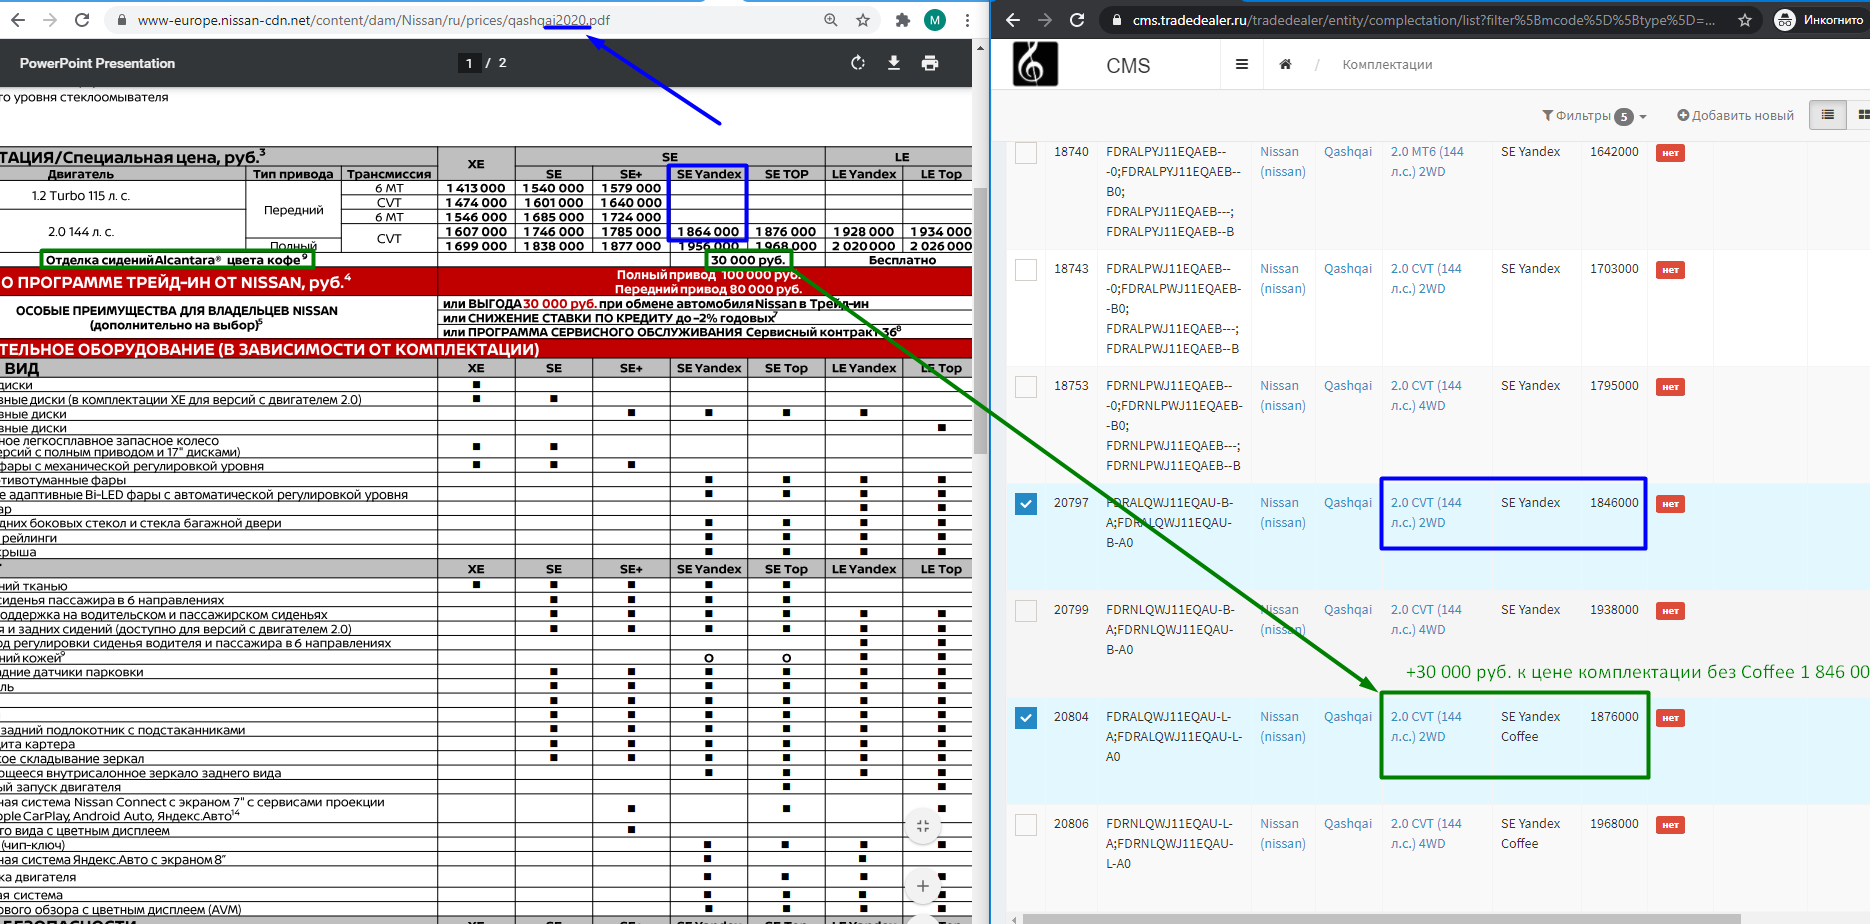 www-europe.nissan-cdn.net/content/dam/Nissan/ru/prices/qashqai2020.pdf
M
PowerPoint Presentation
1 / 2
го уровня стеклоомывателя
ТАЦИЯ/Специальная цена, руб.3
XE
SE
LE
Двигатель
Тип привода
Трансмиссия
SE
SE+
SE Yandex
SE TOP
LE Yandex
LE Top
1.2 Turbo 115 л. с.
Передний
6 МТ
1 413 000
1 540 000
1 579 000
CVT
1 474 000
1 601 000
1 640 000
2.0 144 л. с.
6 МТ
1 546 000
1 685 000
1 724 000
CVT
1 607 000
1 746 000
1 785 000
1 864 000
1 876 000
1 928 000
1 934 000
Полный
1 699 000
1 838 000
1 877 000
1 956 000
1 968 000
2 020 000
2 026 000
Отделка сидений Alcantara® цвета кофе9
30 000 руб.
Бесплатно
О ПРОГРАММЕ ТРЕЙД-ИН ОТ NISSAN, руб.4
Полный привод 100 000 руб.
Передний привод 80 000 руб.
ОСОБЫЕ ПРЕИМУЩЕСТВА ДЛЯ ВЛАДЕЛЬЦЕВ NISSAN
(дополнительно на выбор)5
или ВЫГОДА 30 000 руб. при обмене автомобиля Nissan в Трейд-ин
или СНИЖЕНИЕ СТАВКИ ПО КРЕДИТУ до –2% годовых7
или ПРОГРАММА СЕРВИСНОГО ОБСЛУЖИВАНИЯ Сервисный контракт 36
ТЕЛЬНОЕ ОБОРУДОВАНИЕ (В ЗАВИСИМОСТИ ОТ КОМПЛЕКТАЦИИ)
ВИД
XE
SE
SE+
SE Yandex
SE Top
LE Yandex
LE Top
диски
вные диски (в комплектации XE для версий с двигателем 2.0)
вные диски
вные диски
ное легкосплавное запасное колесо
ерсий с полным приводом и 17" дисками)
фары с механической регулировкой уровня
отивотуманные фары
е адаптивные Bi-LED фары с автоматической регулировкой уровня
ар
дних боковых стекол и стекла багажной двери
рейлинги
крыша
XE
SE
SE+
SE Yandex
SE Top
LE Yandex
LE Top
ний тканью
сиденья пассажира в 6 направлениях
оддержка на водительском и пассажирском сиденьях
я и задних сидений (доступно для версий с двигателем 2.0)
од регулировки сиденья водителя и пассажира в 6 направлениях
ний кожей9
адние датчики парковки
ль
задний подлокотник с подстаканниками
ита картера
кое складывание зеркал
ющееся внутрисалонное зеркало заднего вида
ый запуск двигателя
ная система Nissan Connect с экраном 7" с сервисами проекции
pple CarPlay, Android Auto, Яндекс.Авто14
го вида с цветным дисплеем
(чип-ключ)
ная система Яндекс.Авто с экраном 8"
ка двигателя
ая система
ового обзора с цветным дисплеем (AVM)
БЕЗОПАСНОСТИ
XE
SE
SE+
SE Yandex
SE Top
LE Yandex
LE Top
cms.tradedealer.ru/tradedealer/entity/complectation/list?filter%5Bmcode%5D%5Btype%5D=...
Инкогнито
CMS
/
Комплектации
Фильтры 5
Добавить новый
18740
FDRALPYJ11EQAEB--
-0;FDRALPYJ11EQAEB--
B0;
FDRALPYJ11EQAEB---;
FDRALPYJ11EQAEB--B
Nissan
(nissan)
Qashqai
2.0 MT6 (144
л.с.) 2WD
SE Yandex
1642000
нет
18743
FDRALPWJ11EQAEB--
-0;FDRALPWJ11EQAEB-
-B0;
FDRALPWJ11EQAEB---;
FDRALPWJ11EQAEB--B
Nissan
(nissan)
Qashqai
2.0 CVT (144
л.с.) 2WD
SE Yandex
1703000
нет
18753
FDRNLPWJ11EQAEB--
-0;FDRNLPWJ11EQAEB-
-B0;
FDRNLPWJ11EQAEB---;
FDRNLPWJ11EQAEB--B
Nissan
(nissan)
Qashqai
2.0 CVT (144
л.с.) 4WD
SE Yandex
1795000
нет
20797
FDRALQWJ11EQAU-B-
A;FDRALQWJ11EQAU-
B-A0
Nissan
(nissan)
Qashqai
2.0 CVT (144
л.с.) 2WD
SE Yandex
1846000
нет
20799
FDRNLQWJ11EQAU-B-
A;FDRNLQWJ11EQAU-
B-A0
Nissan
(nissan)
Qashqai
2.0 CVT (144
л.с.) 4WD
SE Yandex
1938000
нет
+30 000 руб. к цене комплектации без Coffee 1 846 00
20804
FDRALQWJ11EQAU-L-
A;FDRALQWJ11EQAU-L-
A0
Nissan
(nissan)
Qashqai
2.0 CVT (144
л.с.) 2WD
SE Yandex
Coffee
1876000
нет
20806
FDRNLQWJ11EQAU-L-
A;FDRNLQWJ11EQAU-
L-A0
Nissan
(nissan)
Qashqai
2.0 CVT (144
л.с.) 4WD
SE Yandex
Coffee
1968000
нет